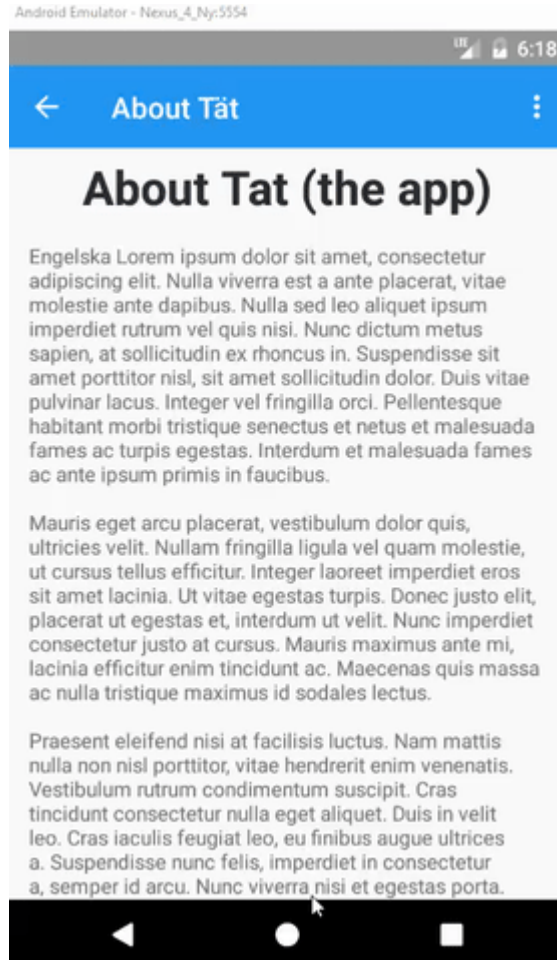 Android Emulator - Nexus_4_Ny:5554
LTE 6:18
About Tät
About Tat (the app)
Engelska Lorem ipsum dolor sit amet, consectetur
adipiscing elit. Nulla viverra est a ante placerat, vitae
molestie ante dapibus. Nulla sed leo aliquet ipsum
imperdiet rutrum vel quis nisi. Nunc dictum metus
sapien, at sollicitudin ex rhoncus in. Suspendisse sit
amet porttitor nisl, sit amet sollicitudin dolor. Duis vitae
pulvinar lacus. Integer vel fringilla orci. Pellentesque
habitant morbi tristique senectus et netus et malesuada
fames ac turpis egestas. Interdum et malesuada fames
ac ante ipsum primis in faucibus.
Mauris eget arcu placerat, vestibulum dolor quis,
ultricies velit. Nullam fringilla ligula vel quam molestie,
ut cursus tellus efficitur. Integer laoreet imperdiet eros
sit amet lacinia. Ut vitae egestas turpis. Donec justo elit,
placerat ut egestas et, interdum ut velit. Nunc imperdiet
consectetur justo at cursus. Mauris maximus ante mi,
lacinia efficitur enim tincidunt ac. Maecenas quis massa
ac nulla tristique maximus id sodales lectus.
Praesent eleifend nisi at facilisis luctus. Nam mattis
nulla non nisl porttitor, vitae hendrerit enim venenatis.
Vestibulum rutrum condimentum suscipit. Cras
tincidunt consectetur nulla eget aliquet. Duis in velit
leo. Cras iaculis feugiat leo, eu finibus augue ultrices
a. Suspendisse nunc felis, imperdiet in consectetur
a, semper id arcu. Nunc viverra nisi et egestas porta.